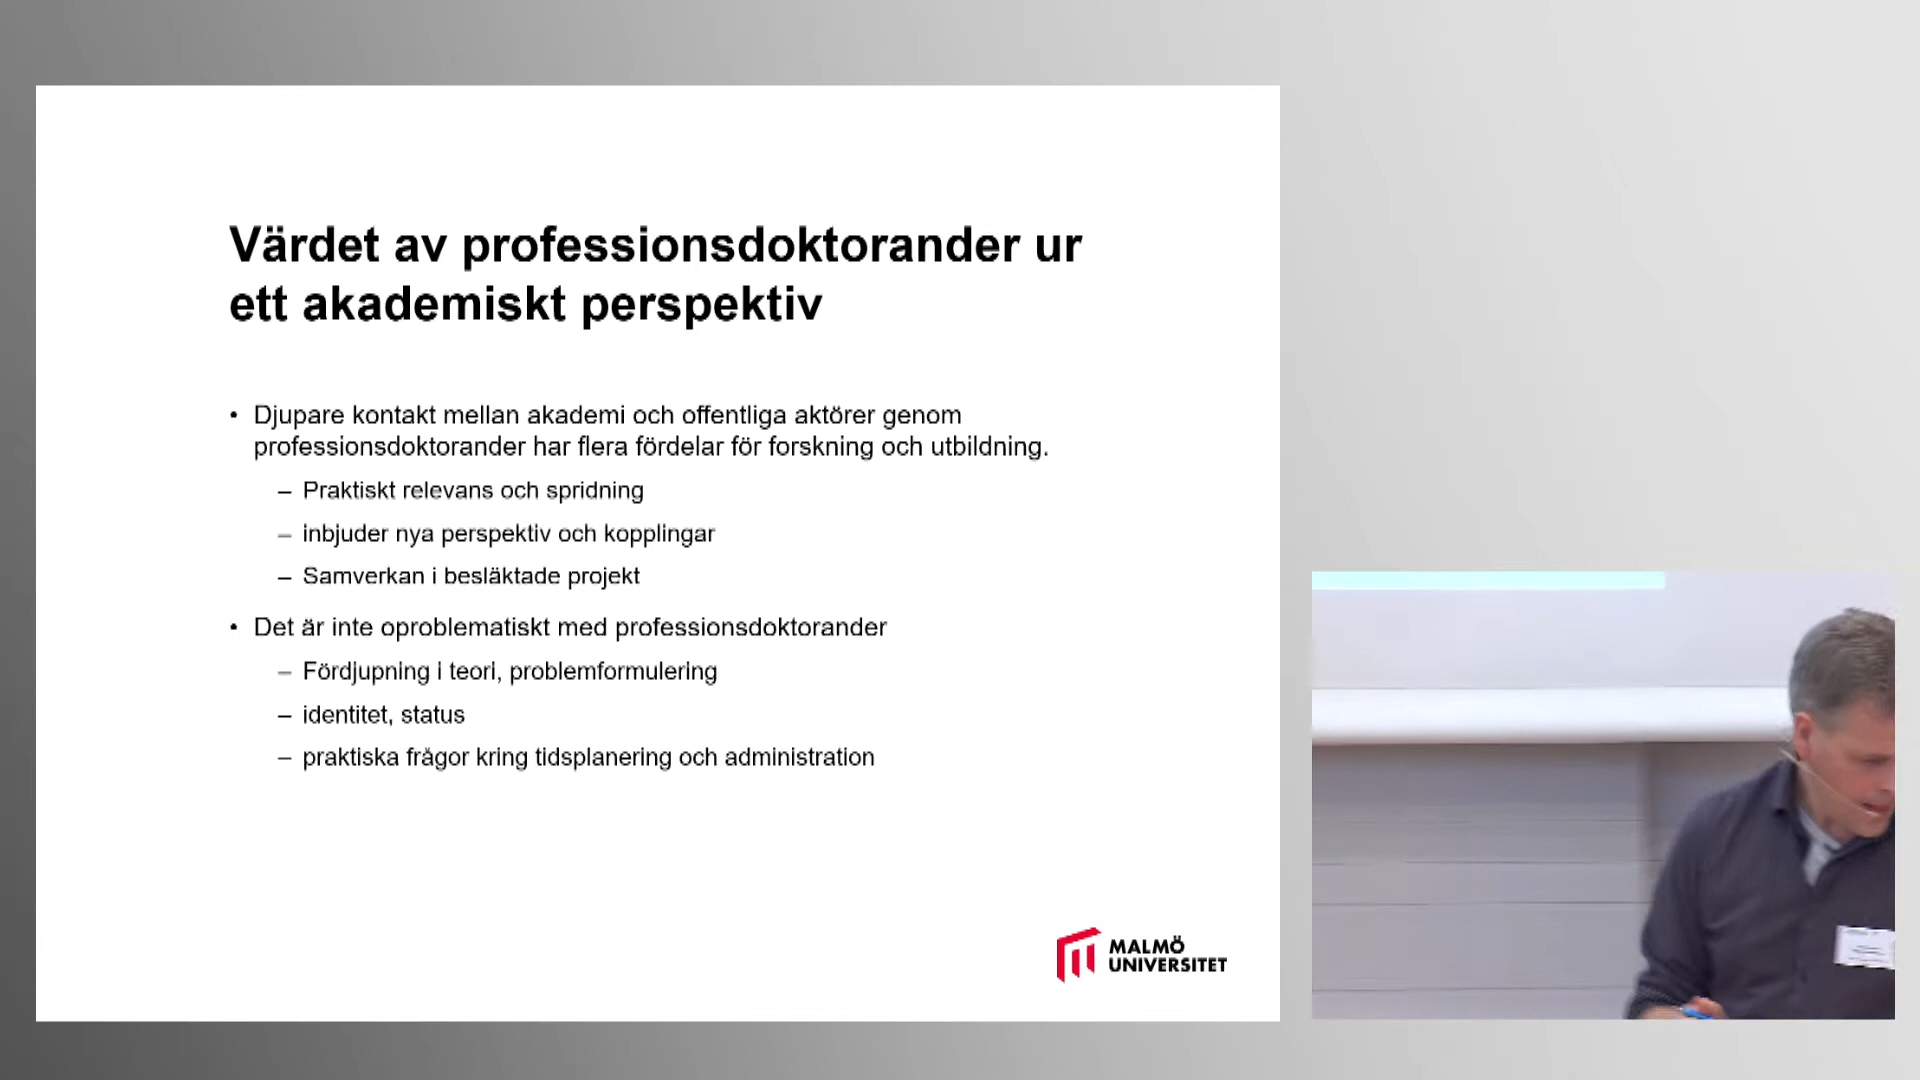 Värdet av professionsdoktorander ur
ett akademiskt perspektiv
• Djupare kontakt mellan akademi och offentliga aktörer genom
professionsdoktorander har flera fördelar för forskning och utbildning.
– Praktiskt relevans och spridning
– inbjuder nya perspektiv och kopplingar
– Samverkan i besläktade projekt
• Det är inte oproblematiskt med professionsdoktorander
– Fördjupning i teori, problemformulering
– identitet, status
– praktiska frågor kring tidsplanering och administration
MALMÖ
UNIVERSITET